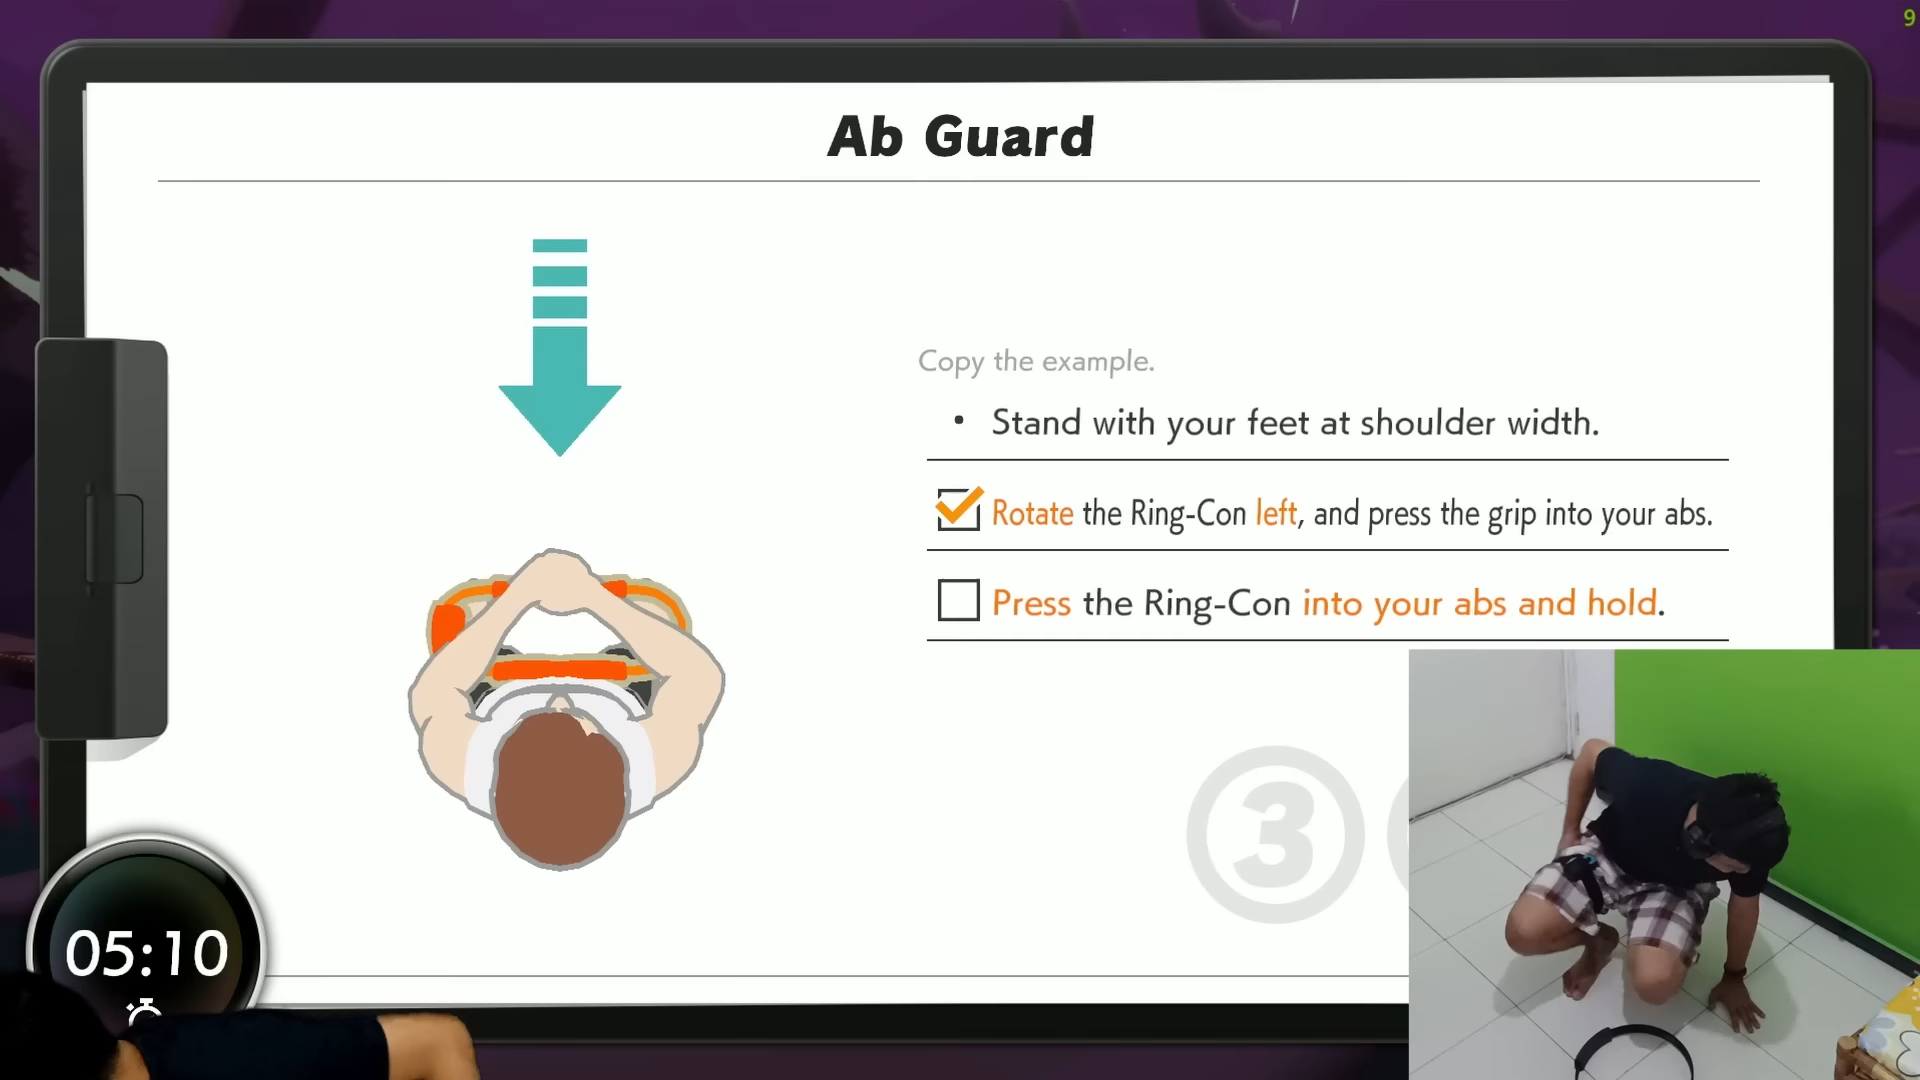 9
Ab Guard
Copy the example.
• Stand with your feet at shoulder width.
Rotate the Ring-Con left, and press the grip into your abs.
Press the Ring-Con into your abs and hold.
3
05:10